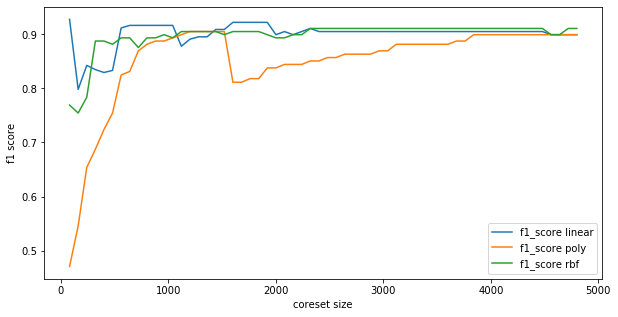 f1 score
0.9
0.8
0.7
0.6
0.5
0
1000
2000
3000
4000
5000
coreset size
f1_score linear
f1_score poly
f1_score rbf